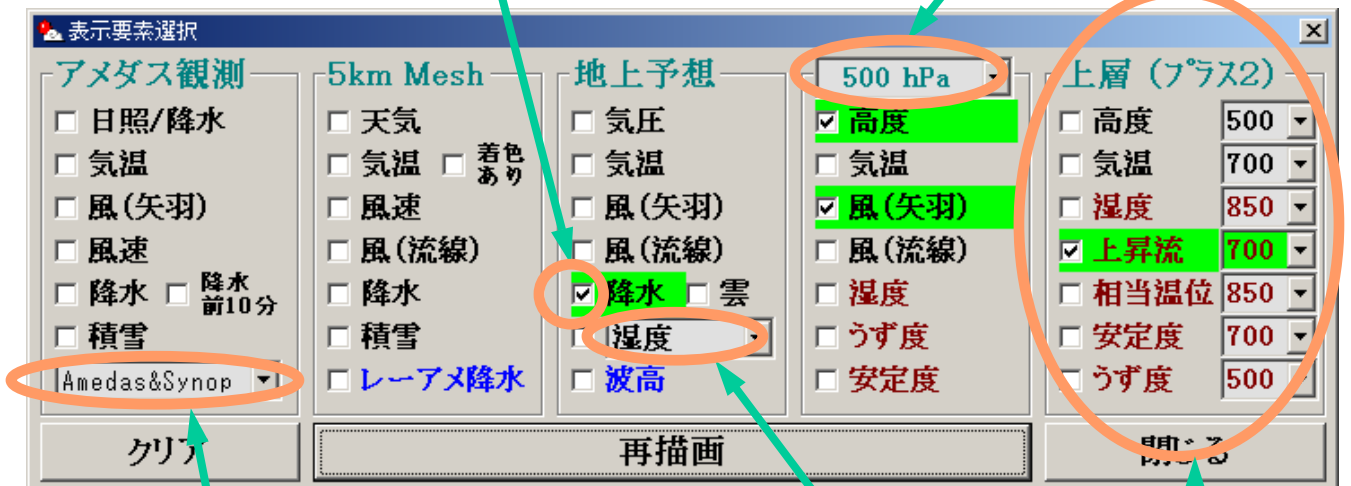 表示要素選択
アメダス観測
日照/降水
気温
風(矢羽)
風速
降水 降水前10分
積雪
Amedas&Synop
5km Mesh
天気
気温 着色あり
風速
風(流線)
降水
積雪
レーアメ降水
地上予想
気圧
気温
風(矢羽)
風(流線)
降水 雲
湿度
波高
500 hPa
高度
気温
風(矢羽)
風(流線)
湿度
うず度
安定度
上層(プラス2)
高度 500
気温 700
湿度 850
上昇流 700
相当温位 850
安定度 700
うず度 500
クリア
再描画
閉じる